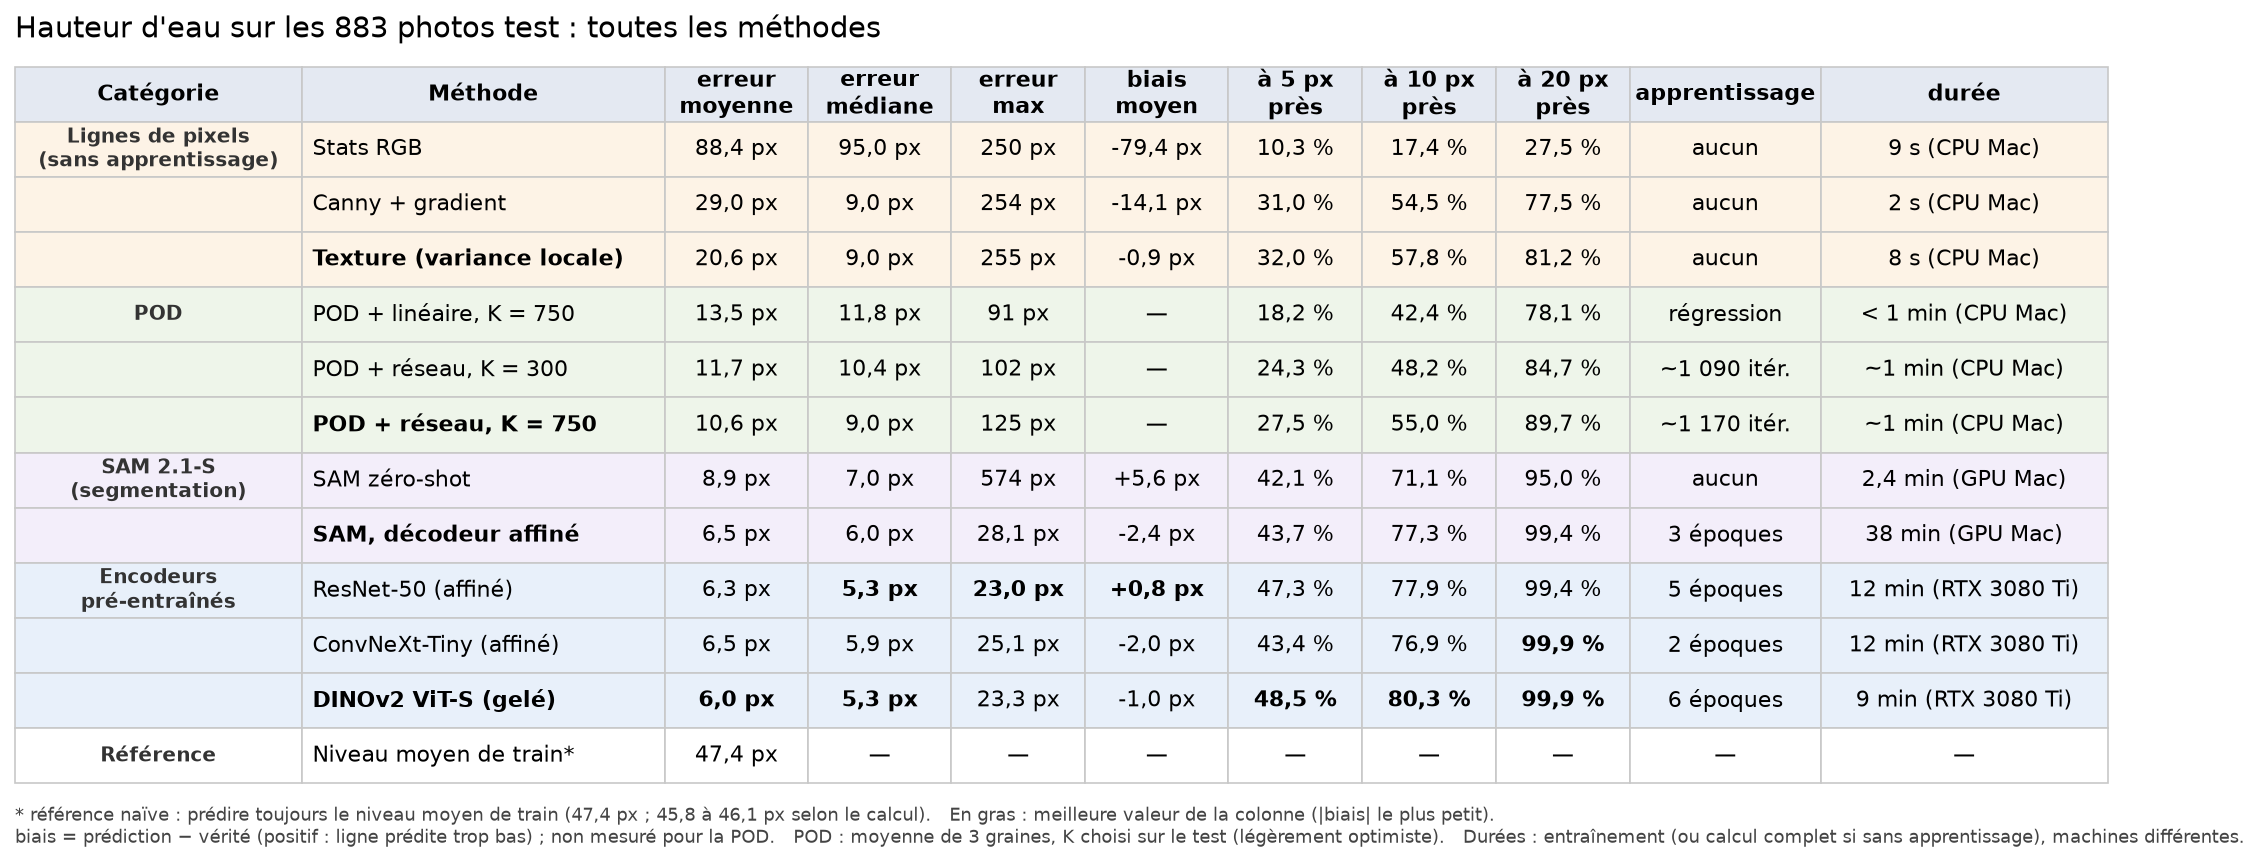 Hauteur d'eau sur les 883 photos test : toutes les méthodes
Catégorie Méthode erreur moyenne erreur médiane erreur max biais moyen à 5 px près à 10 px près à 20 px près apprentissage durée
Lignes de pixels (sans apprentissage) Stats RGB 88,4 px 95,0 px 250 px -79,4 px 10,3 % 17,4 % 27,5 % aucun 9 s (CPU Mac)
Canny + gradient 29,0 px 9,0 px 254 px -14,1 px 31,0 % 54,5 % 77,5 % aucun 2 s (CPU Mac)
Texture (variance locale) 20,6 px 9,0 px 255 px -0,9 px 32,0 % 57,8 % 81,2 % aucun 8 s (CPU Mac)
POD POD + linéaire, K = 750 13,5 px 11,8 px 91 px — 18,2 % 42,4 % 78,1 % régression < 1 min (CPU Mac)
POD + réseau, K = 300 11,7 px 10,4 px 102 px — 24,3 % 48,2 % 84,7 % ~1 090 itér. ~1 min (CPU Mac)
POD + réseau, K = 750 10,6 px 9,0 px 125 px — 27,5 % 55,0 % 89,7 % ~1 170 itér. ~1 min (CPU Mac)
SAM 2.1-S (segmentation) SAM zéro-shot 8,9 px 7,0 px 574 px +5,6 px 42,1 % 71,1 % 95,0 % aucun 2,4 min (GPU Mac)
SAM, décodeur affiné 6,5 px 6,0 px 28,1 px -2,4 px 43,7 % 77,3 % 99,4 % 3 époques 38 min (GPU Mac)
Encodeurs pré-entraînés ResNet-50 (affiné) 6,3 px 5,3 px 23,0 px +0,8 px 47,3 % 77,9 % 99,4 % 5 époques 12 min (RTX 3080 Ti)
ConvNeXt-Tiny (affiné) 6,5 px 5,9 px 25,1 px -2,0 px 43,4 % 76,9 % 99,9 % 2 époques 12 min (RTX 3080 Ti)
DINOv2 ViT-S (gelé) 6,0 px 5,3 px 23,3 px -1,0 px 48,5 % 80,3 % 99,9 % 6 époques 9 min (RTX 3080 Ti)
Référence Niveau moyen de train* 47,4 px — — — — — — — —
* référence naïve : prédire toujours le niveau moyen de train (47,4 px ; 45,8 à 46,1 px selon le calcul). En gras : meilleure valeur de la colonne (|biais| le plus petit).
biais = prédiction − vérité (positif : ligne prédite trop bas) ; non mesuré pour la POD. POD : moyenne de 3 graines, K choisi sur le test (légèrement optimiste). Durées : entraînement (ou calcul complet si sans apprentissage), machines différentes.